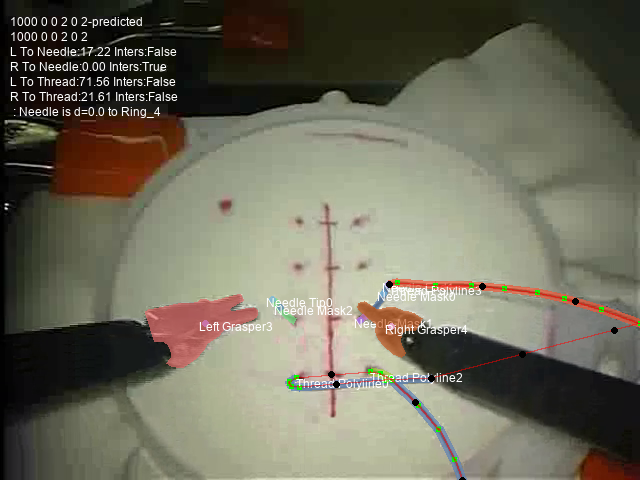 1000 0 0 2 0 2-predicted
1000 0 0 2 0 2
L To Needle:17.22 Inters:False
R To Needle:0.00 Inters:True
L To Thread:71.56 Inters:False
R To Thread:21.61 Inters:False
: Needle is d=0.0 to Ring_4
Thread Polyline3
Needle Mask0
Needle Tip0
Needle Mask2
Needle Mask1
Left Grasper3
Right Grasper4
Thread Polyline2
Thread Polyline0